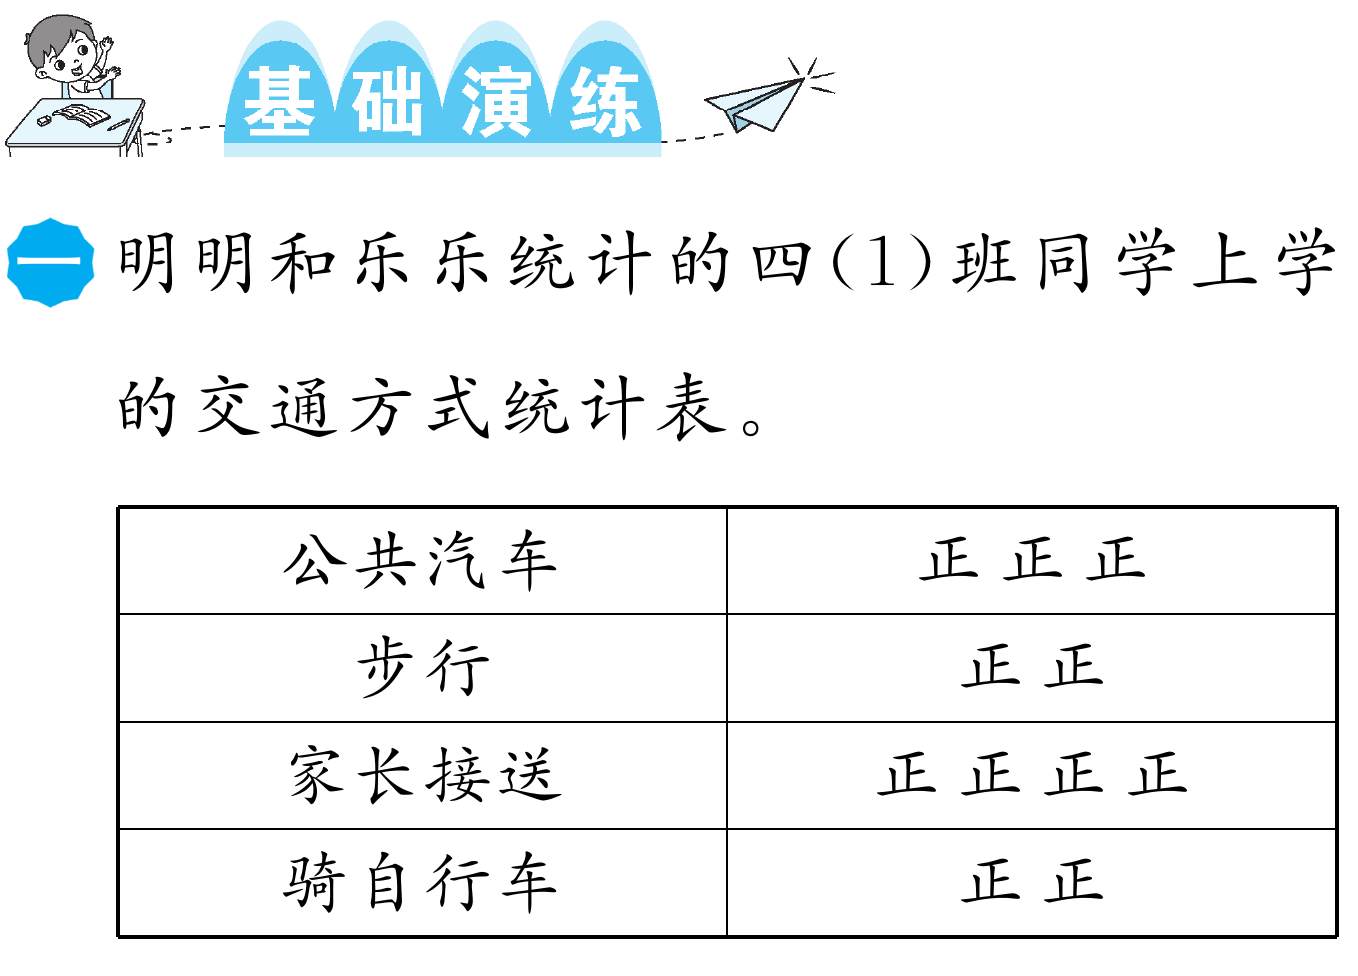 基础演练
一 明明和乐乐统计的四(1)班同学上学
的交通方式统计表。
公共汽车 正正正
步行 正正
家长接送 正正正正
骑自行车 正正